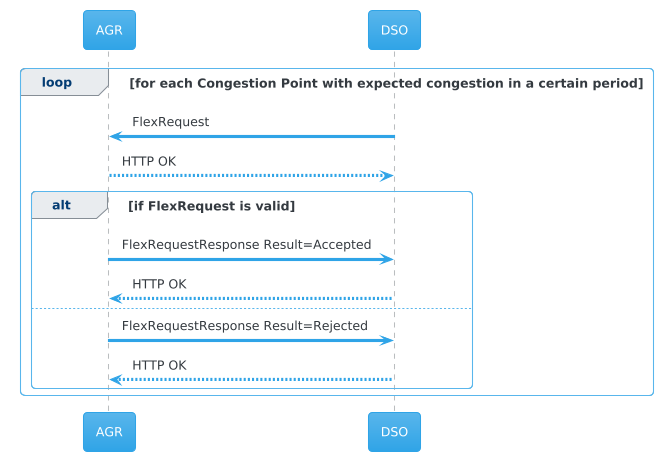 AGR
DSO
loop
[for each Congestion Point with expected congestion in a certain period]
FlexRequest
HTTP OK
alt
[if FlexRequest is valid]
FlexRequestResponse Result=Accepted
HTTP OK
FlexRequestResponse Result=Rejected
HTTP OK
AGR
DSO